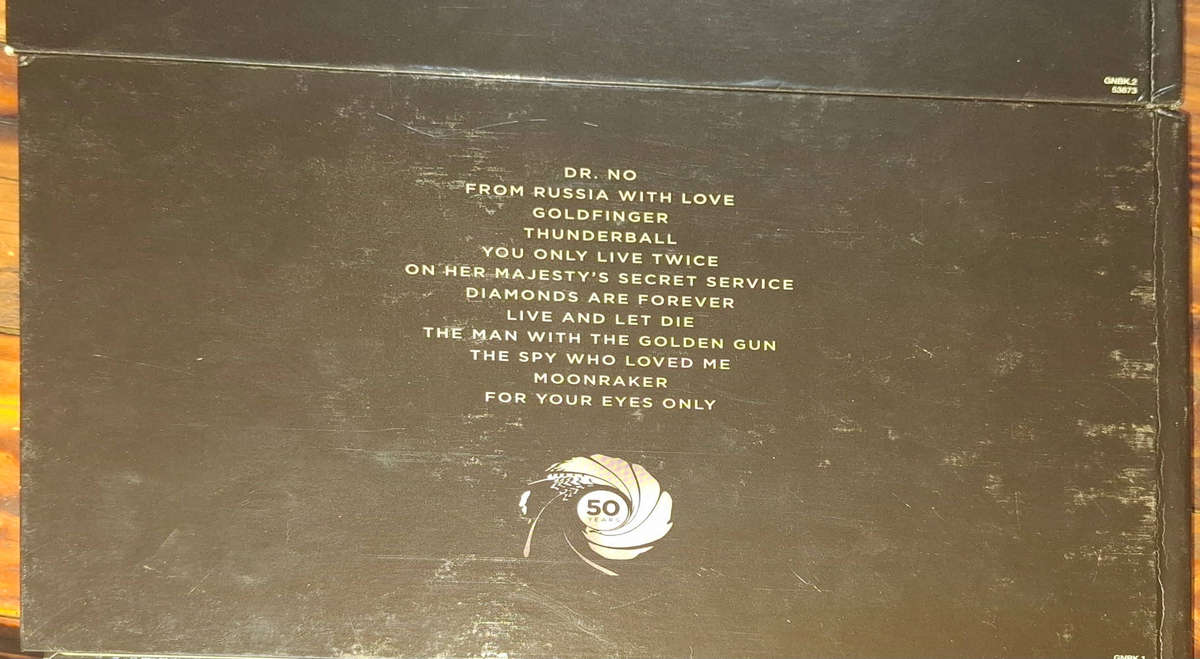 GNBK.2
53873
DR. NO
FROM RUSSIA WITH LOVE
GOLDFINGER
THUNDERBALL
YOU ONLY LIVE TWICE
ON HER MAJESTY'S SECRET SERVICE
DIAMONDS ARE FOREVER
LIVE AND LET DIE
THE MAN WITH THE GOLDEN GUN
THE SPY WHO LOVED ME
MOONRAKER
FOR YOUR EYES ONLY
50
YEARS
GNBK.1